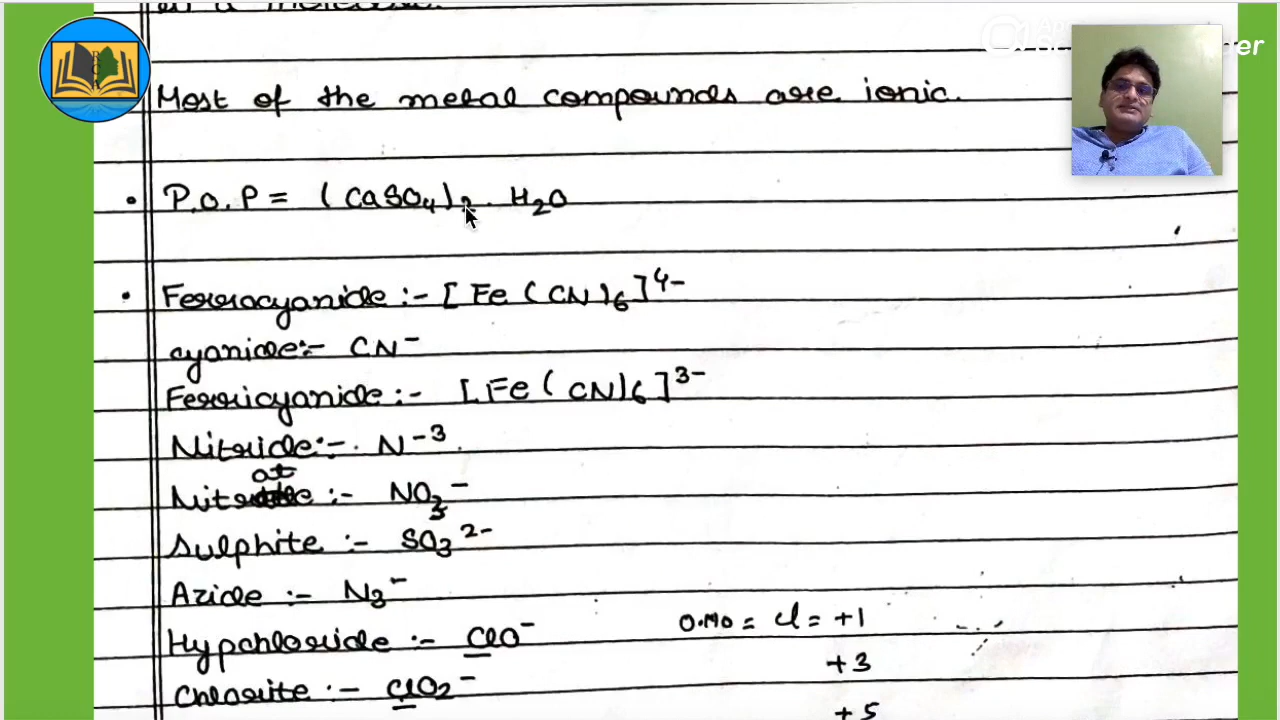 Most of the metal compounds are ionic.
• P.O.P = (CaSO4)2. H2O
• Ferrocyanide :- [Fe(CN)6]4-
cyanide:- CN-
Ferricyanide :- [Fe(CN)6]3-
Nitride:-. N-3.
Nitrate :- NO3-
Sulphite :- SO3 2-
Azide :- N3-
Hypochloride :- ClO-
O.No = Cl = +1
+3
Chlorite :- ClO2-
+5